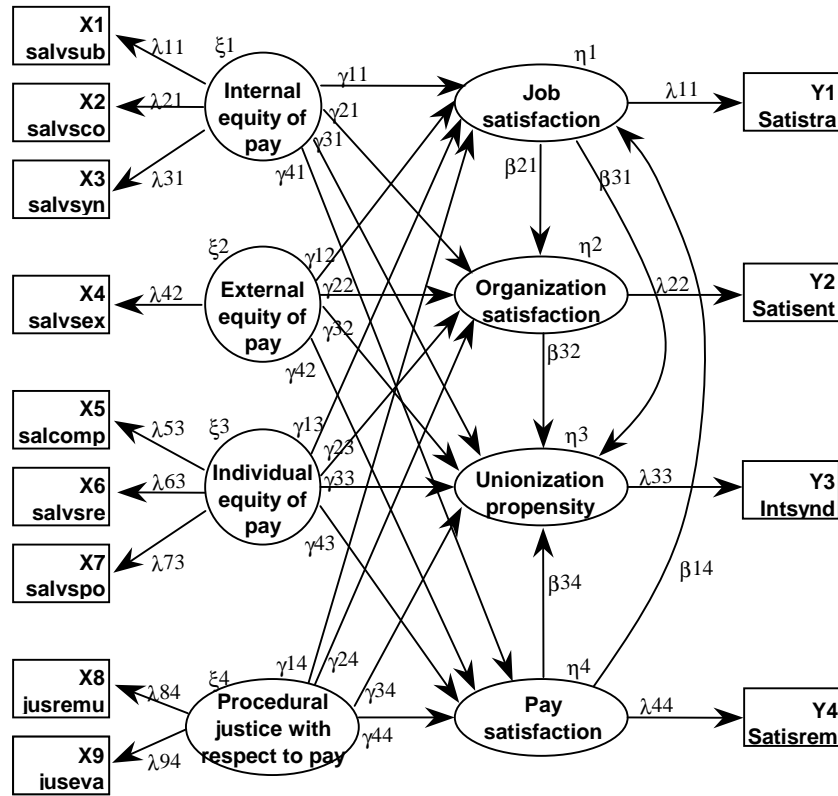 X1
salvsub
X2
salvsco
X3
salvsyn
λ11
λ21
λ31
ξ1
Internal
equity of
pay
γ11
γ21
γ31
γ41
X4
salvsex
λ42
ξ2
External
equity of
pay
γ12
γ22
γ32
γ42
X5
salcomp
X6
salvsre
X7
salvspo
λ53
λ63
λ73
ξ3
Individual
equity of
pay
γ13
γ23
γ33
γ43
X8
jusremu
X9
juseva
λ84
λ94
ξ4
Procedural
justice with
respect to pay
γ14
γ24
γ34
γ44
η1
Job
satisfaction
λ11
Y1
Satistra
β21
β31
η2
Organization
satisfaction
λ22
Y2
Satisent
β32
η3
Unionization
propensity
λ33
Y3
Intsyndi
β34
β14
η4
Pay
satisfaction
λ44
Y4
Satisrem